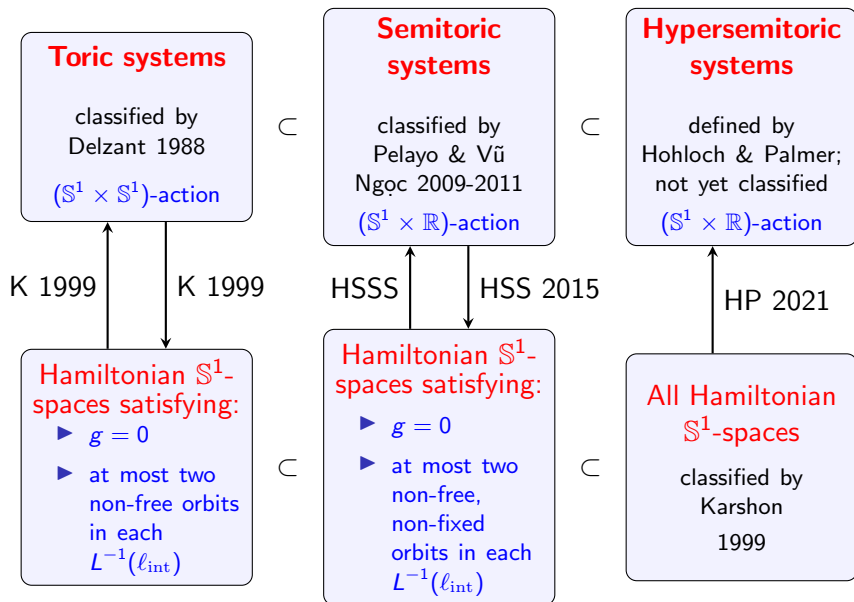 Toric systems
classified by
Delzant 1988
(𝕊¹ × 𝕊¹)-action
⊂
Semitoric
systems
classified by
Pelayo & Vũ
Ngọc 2009-2011
(𝕊¹ × ℝ)-action
⊂
Hypersemitoric
systems
defined by
Hohloch & Palmer;
not yet classified
(𝕊¹ × ℝ)-action
K 1999
K 1999
HSSS
HSS 2015
HP 2021
Hamiltonian 𝕊¹-
spaces satisfying:
▶ g = 0
▶ at most two
non-free orbits
in each
L⁻¹(ℓ_int)
⊂
Hamiltonian 𝕊¹-
spaces satisfying:
▶ g = 0
▶ at most two
non-free,
non-fixed
orbits in each
L⁻¹(ℓ_int)
⊂
All Hamiltonian
𝕊¹-spaces
classified by
Karshon
1999